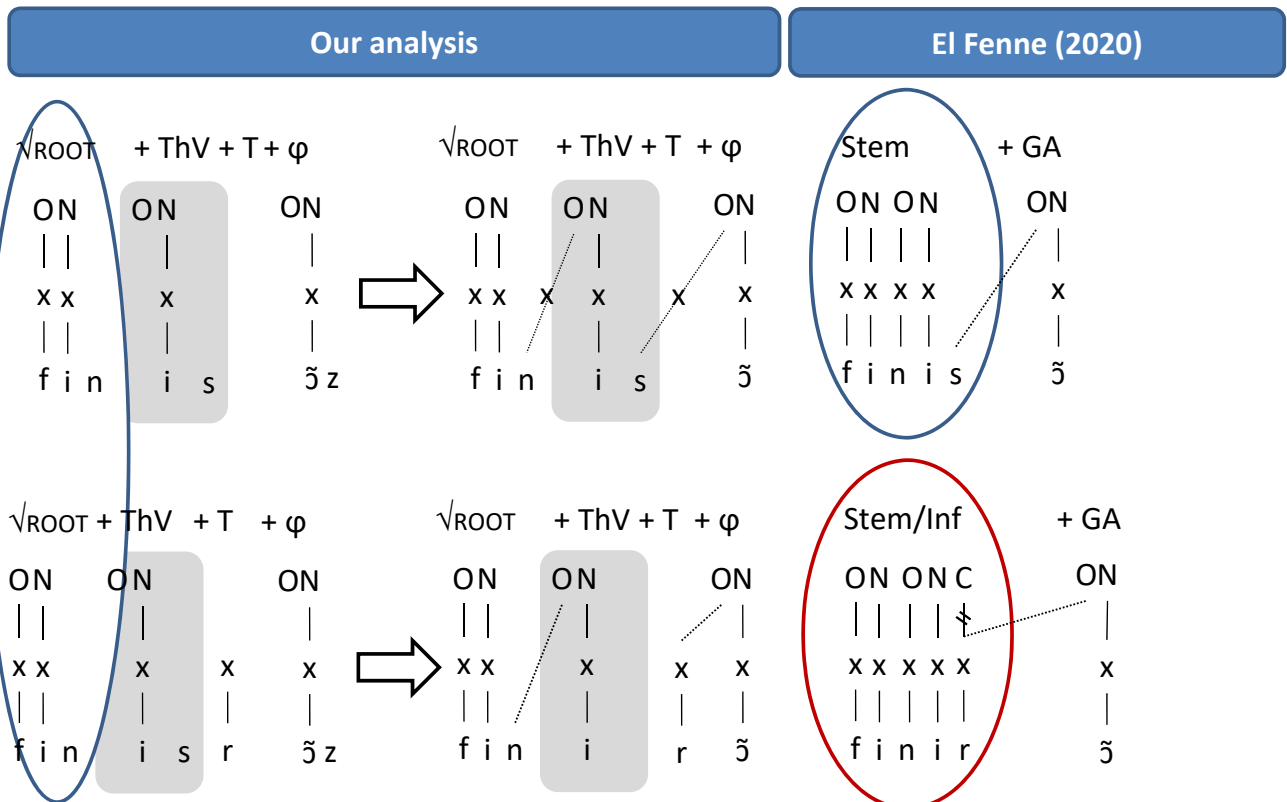 Our analysis El Fenne (2020)
√ROOT + ThV + T + φ √ROOT + ThV + T + φ Stem + GA
ON ON ON ON ON ON ON ON ON
x x x x x x x x x x x x x x x
f i n i s ɔ̃ z f i n i s ɔ̃ f i n i s ɔ̃
√ROOT + ThV + T + φ √ROOT + ThV + T + φ Stem/Inf + GA
ON ON ON ON ON ON ON ON C ON
x x x x x x x x x x x x x x x x
f i n i s r ɔ̃ z f i n i r ɔ̃ f i n i r ɔ̃